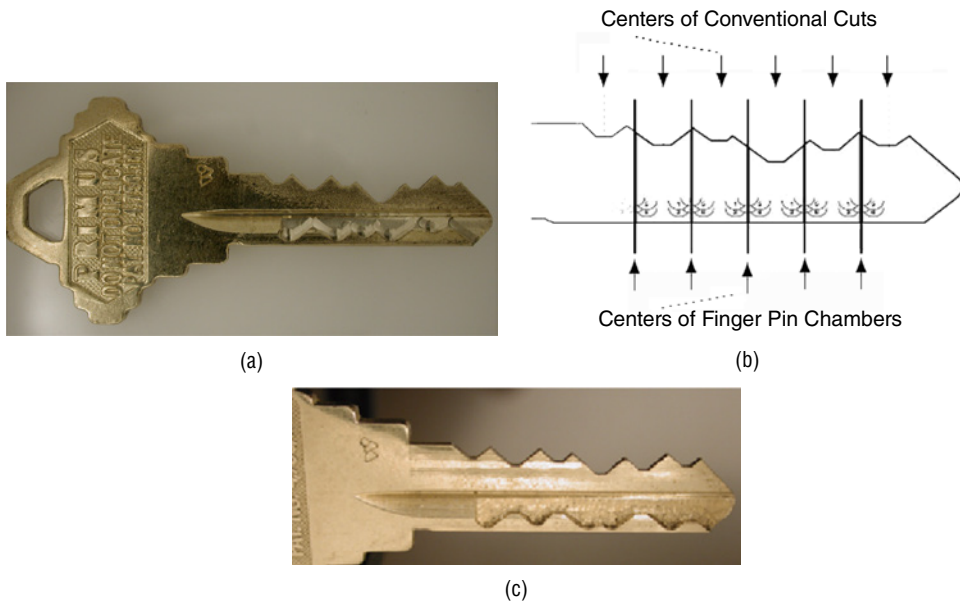 Centers of Conventional Cuts
PRIMUS
DO NOT DUPLICATE
Centers of Finger Pin Chambers
(a)
(b)
(c)